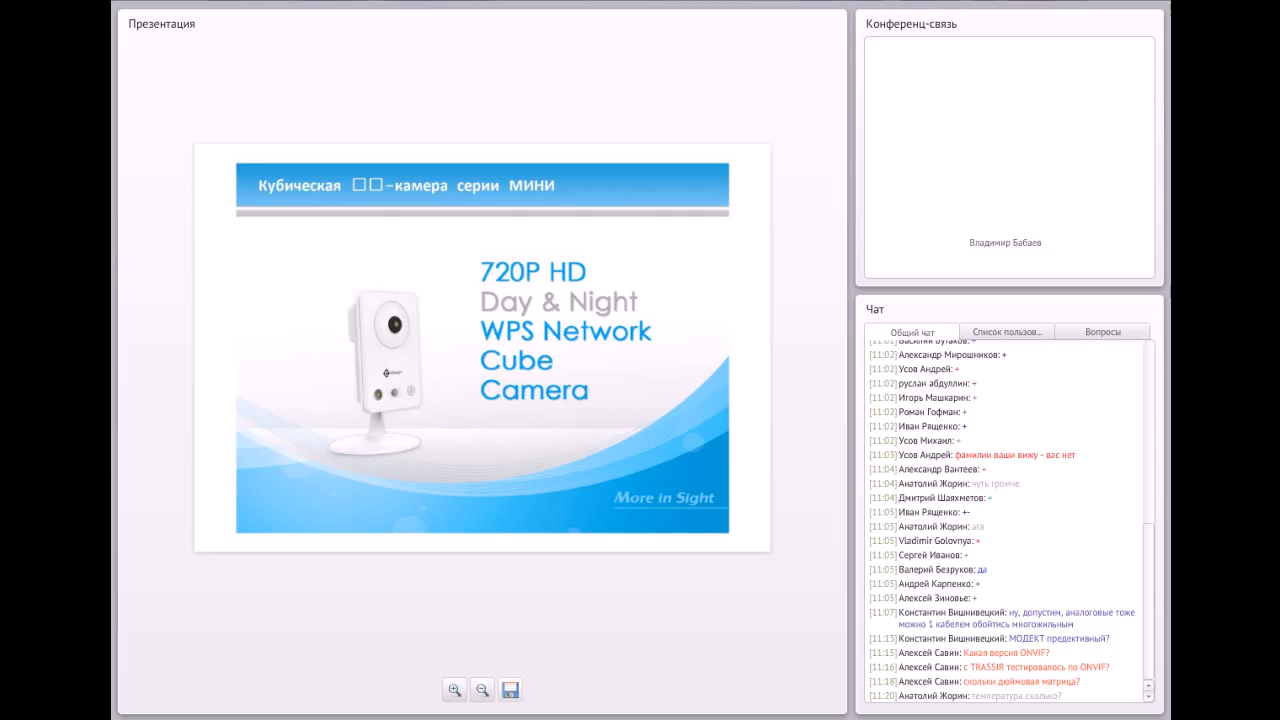 Презентация
Кубическая □□-камера серии МИНИ
720P HD
Day & Night
WPS Network
Cube
Camera
More in Sight
Конференц-связь
Владимир Бабаев
Чат
Общий чат
Список пользов...
Вопросы
[11:02] Александр Мирошников: +
[11:02] Усов Андрей: +
[11:02] руслан абдуллин: +
[11:02] Игорь Машкарин: +
[11:02] Роман Гофман: +
[11:02] Иван Рященко: +
[11:02] Усов Михаил: +
[11:03] Усов Андрей: фамилии ваши вижу - вас нет
[11:04] Александр Вантеев: +
[11:04] Анатолий Жорин: чуть громче
[11:04] Дмитрий Шаяхметов: +
[11:05] Иван Рященко: +-
[11:05] Анатолий Жорин: ага
[11:05] Vladimir Golovnya: +
[11:05] Сергей Иванов: +
[11:05] Валерий Безруков: да
[11:05] Андрей Карпенко: +
[11:05] Алексей Зиновье: +
[11:07] Константин Вишнивецкий: ну, допустим, аналоговые тоже
можно 1 кабелем обойтись многожильным
[11:13] Константин Вишнивецкий: МОДЕКТ предективный?
[11:15] Алексей Савин: Какая версия ONVIF?
[11:16] Алексей Савин: с TRASSIR тестировалось по ONVIF?
[11:18] Алексей Савин: скольки дюймовая матрица?
[11:20] Анатолий Жорин: температура сколько?